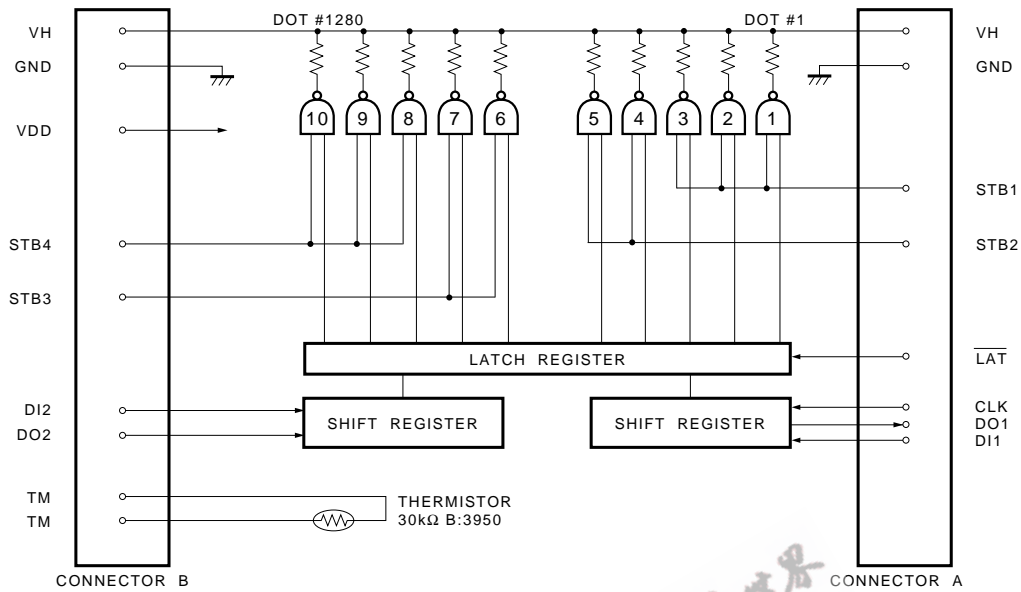 DOT #1280
DOT #1
VH
VH
GND
GND
10
9
8
7
6
5
4
3
2
1
VDD
STB1
STB4
STB2
STB3
LATCH REGISTER
LAT
DI2
SHIFT REGISTER
SHIFT REGISTER
CLK
DO1
DO2
DI1
TM
THERMISTOR
TM
30kΩ B:3950
CONNECTOR B
CONNECTOR A